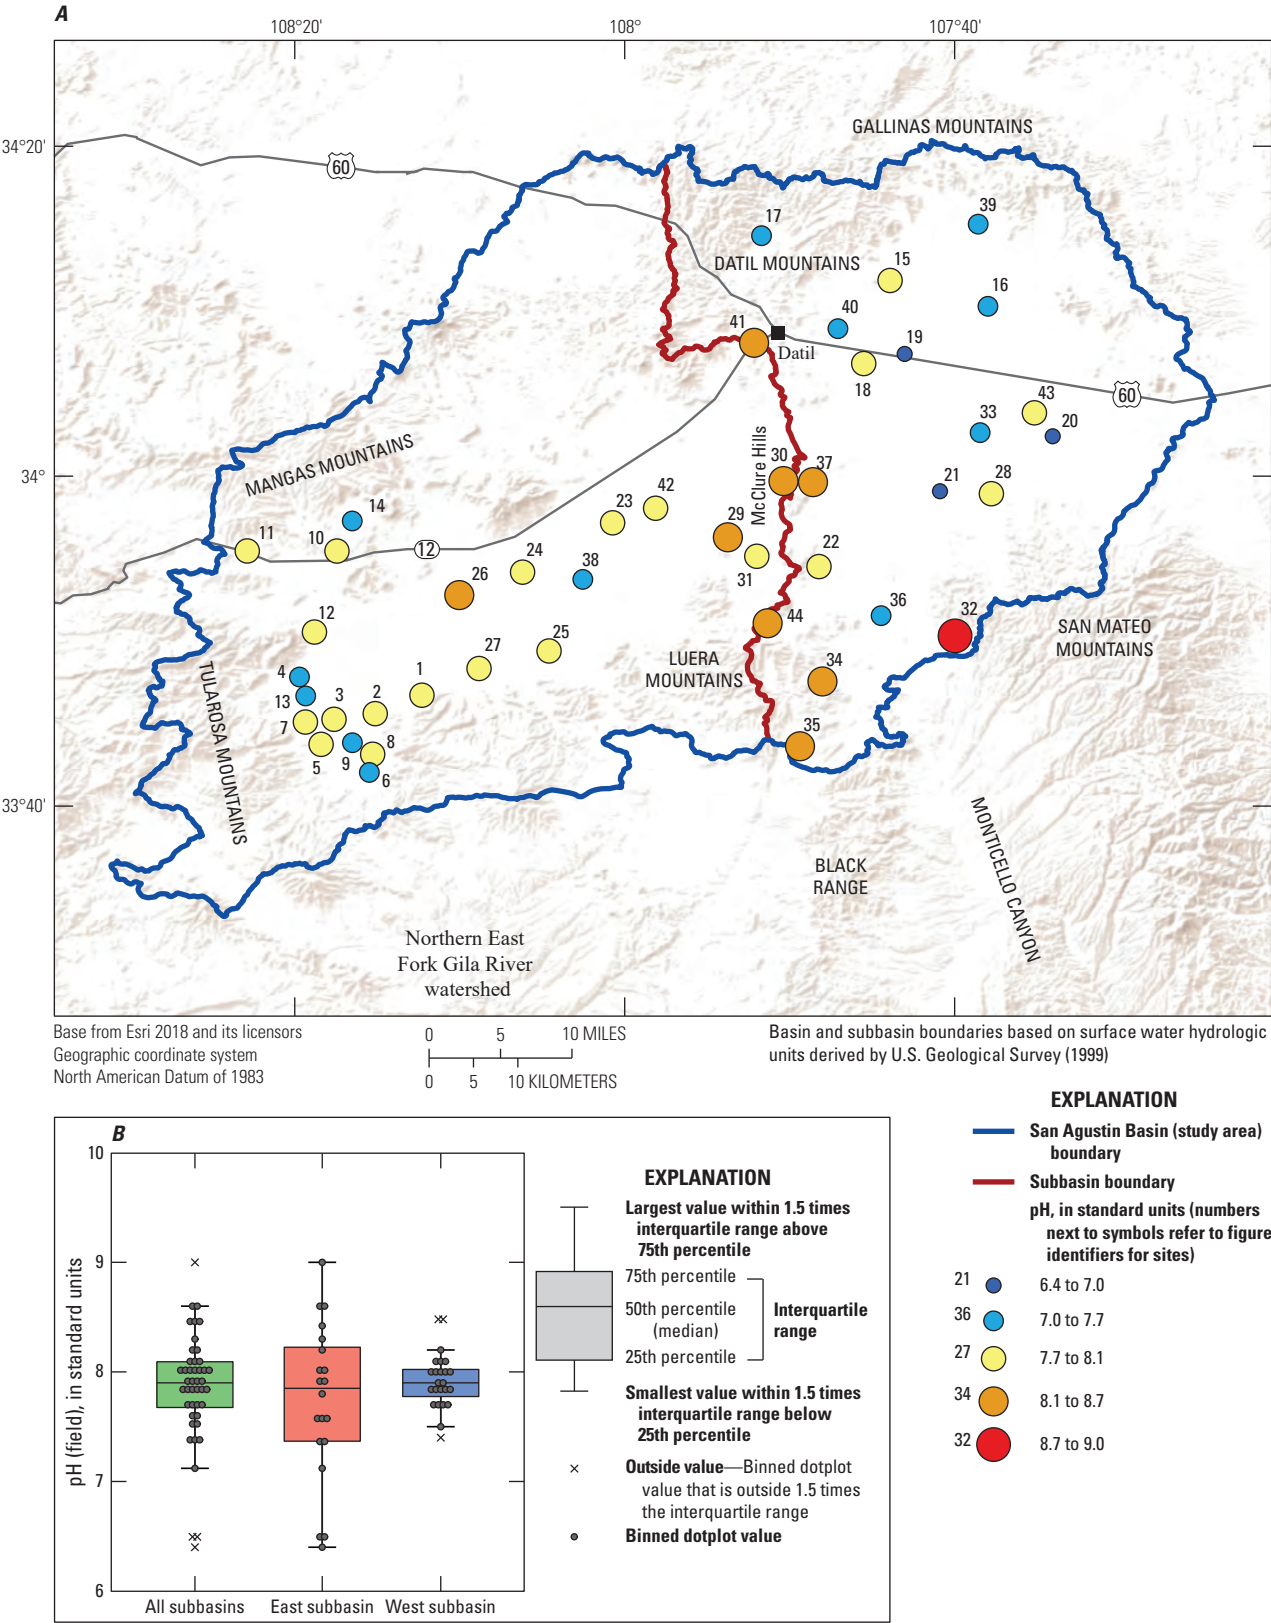 A
108°20'
108°
107°40'
34°20'
34°
33°40'
GALLINAS MOUNTAINS
60
17
39
DATIL MOUNTAINS
15
16
40
41
19
Datil
18
60
43
33
20
MANGAS MOUNTAINS
McClure Hills
30
37
21
28
14
42
23
29
11
10
12
24
38
31
22
26
36
32
44
12
SAN MATEO
MOUNTAINS
25
27
LUERA
MOUNTAINS
34
4
1
13
3
2
7
TULAROSA MOUNTAINS
35
5
9
8
6
MONTICELLO CANYON
BLACK
RANGE
Northern East
Fork Gila River
watershed
Base from Esri 2018 and its licensors
Geographic coordinate system
North American Datum of 1983
0 5 10 MILES
0 5 10 KILOMETERS
Basin and subbasin boundaries based on surface water hydrologic
units derived by U.S. Geological Survey (1999)
EXPLANATION
San Agustin Basin (study area)
boundary
Subbasin boundary
pH, in standard units (numbers
next to symbols refer to figure
identifiers for sites)
21 6.4 to 7.0
36 7.0 to 7.7
27 7.7 to 8.1
34 8.1 to 8.7
32 8.7 to 9.0
B
pH (field), in standard units
10
9
8
7
6
All subbasins
East subbasin
West subbasin
EXPLANATION
Largest value within 1.5 times
interquartile range above
75th percentile
75th percentile
50th percentile
(median)
25th percentile
Interquartile
range
Smallest value within 1.5 times
interquartile range below
25th percentile
× Outside value—Binned dotplot
value that is outside 1.5 times
the interquartile range
Binned dotplot value